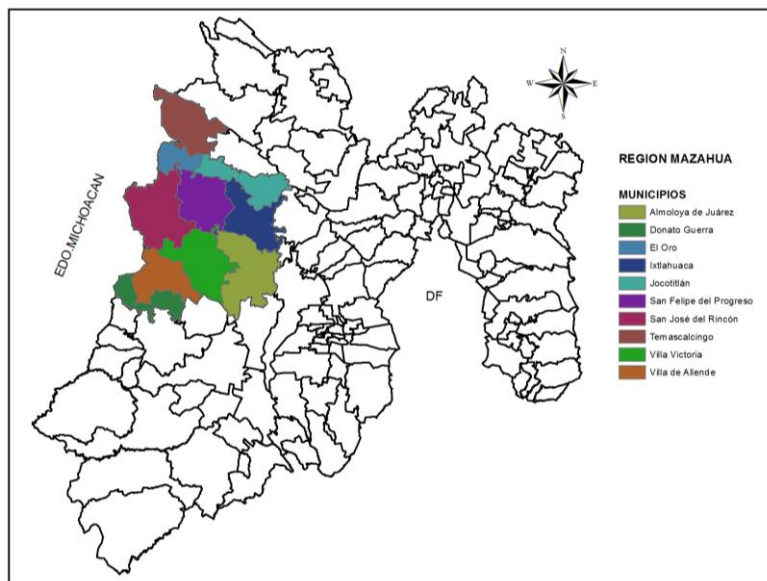 N
W
E
S
REGION MAZAHUA
MUNICIPIOS
Almoloya de Juárez
Donato Guerra
El Oro
Ixtlahuaca
Jocotitlán
San Felipe del Progreso
San José del Rincón
Temascalcingo
Villa Victoria
Villa de Allende
EDO.MICHOACAN
DF